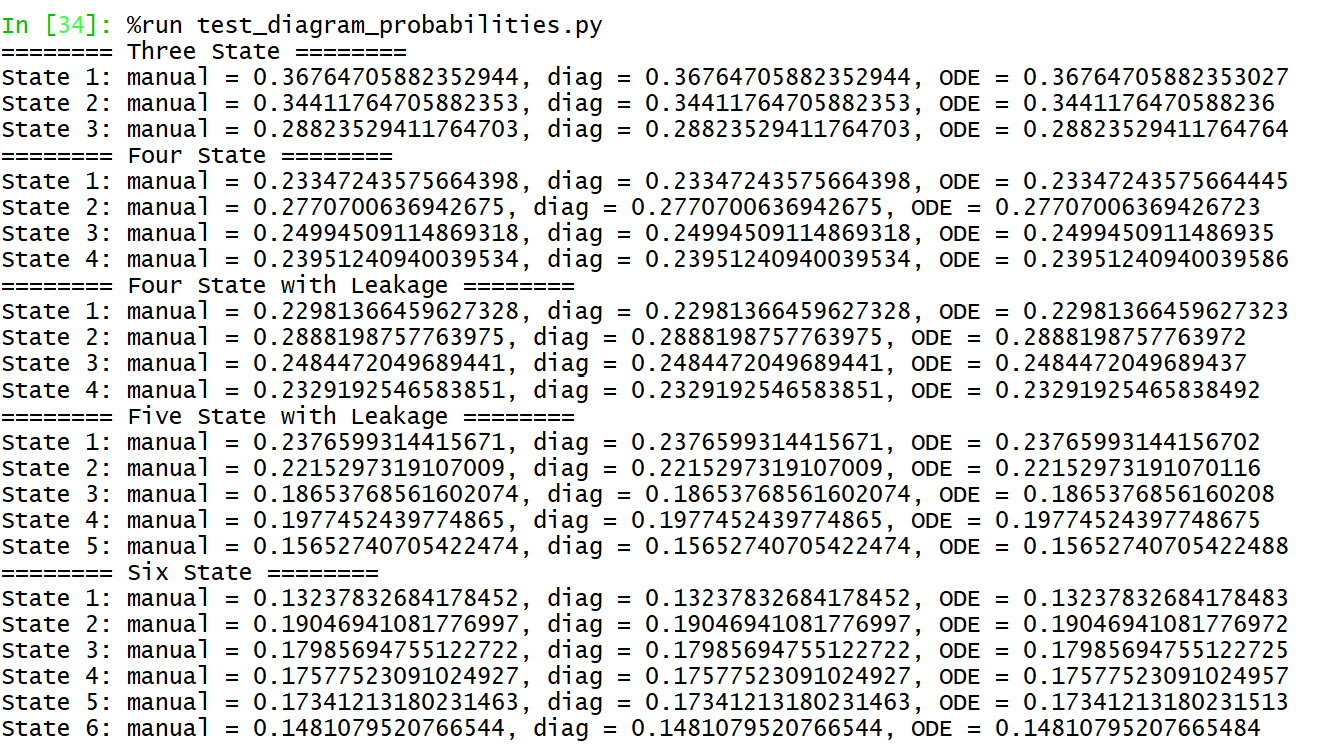 In [34]: %run test_diagram_probabilities.py
======== Three State ========
State 1: manual = 0.36764705882352944, diag = 0.36764705882352944, ODE = 0.36764705882353027
State 2: manual = 0.34411764705882353, diag = 0.34411764705882353, ODE = 0.3441176470588236
State 3: manual = 0.28823529411764703, diag = 0.28823529411764703, ODE = 0.28823529411764764
======== Four State ========
State 1: manual = 0.23347243575664398, diag = 0.23347243575664398, ODE = 0.23347243575664445
State 2: manual = 0.2770700636942675, diag = 0.2770700636942675, ODE = 0.27707006369426723
State 3: manual = 0.24994509114869318, diag = 0.24994509114869318, ODE = 0.2499450911486935
State 4: manual = 0.23951240940039534, diag = 0.23951240940039534, ODE = 0.23951240940039586
======== Four State with Leakage ========
State 1: manual = 0.22981366459627328, diag = 0.22981366459627328, ODE = 0.22981366459627323
State 2: manual = 0.2888198757763975, diag = 0.2888198757763975, ODE = 0.2888198757763972
State 3: manual = 0.2484472049689441, diag = 0.2484472049689441, ODE = 0.2484472049689437
State 4: manual = 0.2329192546583851, diag = 0.2329192546583851, ODE = 0.23291925465838492
======== Five State with Leakage ========
State 1: manual = 0.2376599314415671, diag = 0.2376599314415671, ODE = 0.23765993144156702
State 2: manual = 0.2215297319107009, diag = 0.2215297319107009, ODE = 0.22152973191070116
State 3: manual = 0.18653768561602074, diag = 0.18653768561602074, ODE = 0.1865376856160208
State 4: manual = 0.1977452439774865, diag = 0.1977452439774865, ODE = 0.19774524397748675
State 5: manual = 0.15652740705422474, diag = 0.15652740705422474, ODE = 0.15652740705422488
======== Six State ========
State 1: manual = 0.13237832684178452, diag = 0.13237832684178452, ODE = 0.13237832684178483
State 2: manual = 0.19046941081776997, diag = 0.19046941081776997, ODE = 0.19046941081776972
State 3: manual = 0.17985694755122722, diag = 0.17985694755122722, ODE = 0.17985694755122725
State 4: manual = 0.17577523091024927, diag = 0.17577523091024927, ODE = 0.17577523091024957
State 5: manual = 0.17341213180231463, diag = 0.17341213180231463, ODE = 0.17341213180231513
State 6: manual = 0.1481079520766544, diag = 0.1481079520766544, ODE = 0.14810795207665484